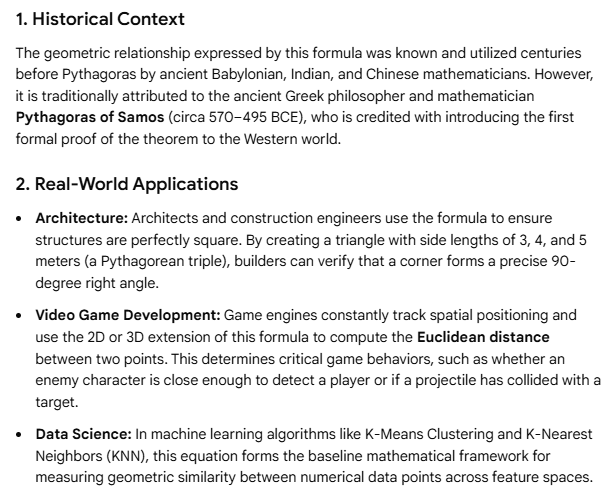 1. Historical Context
The geometric relationship expressed by this formula was known and utilized centuries
before Pythagoras by ancient Babylonian, Indian, and Chinese mathematicians. However,
it is traditionally attributed to the ancient Greek philosopher and mathematician
Pythagoras of Samos (circa 570–495 BCE), who is credited with introducing the first
formal proof of the theorem to the Western world.
2. Real-World Applications
• Architecture: Architects and construction engineers use the formula to ensure
structures are perfectly square. By creating a triangle with side lengths of 3, 4, and 5
meters (a Pythagorean triple), builders can verify that a corner forms a precise 90-
degree right angle.
• Video Game Development: Game engines constantly track spatial positioning and
use the 2D or 3D extension of this formula to compute the Euclidean distance
between two points. This determines critical game behaviors, such as whether an
enemy character is close enough to detect a player or if a projectile has collided with a
target.
• Data Science: In machine learning algorithms like K-Means Clustering and K-Nearest
Neighbors (KNN), this equation forms the baseline mathematical framework for
measuring geometric similarity between numerical data points across feature spaces.